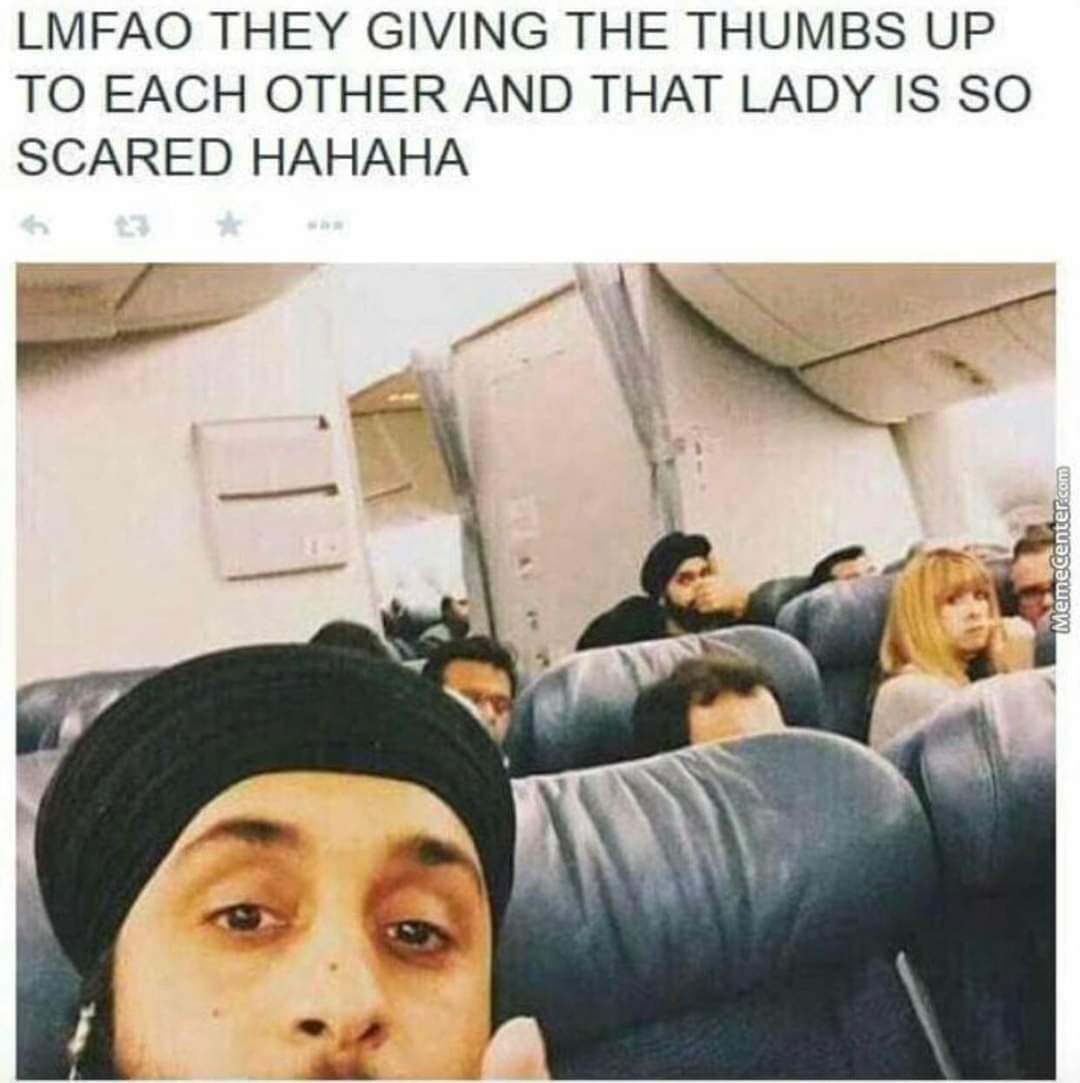 LMFAO THEY GIVING THE THUMBS UP
TO EACH OTHER AND THAT LADY IS SO
SCARED HAHAHA
MemeCenter.com